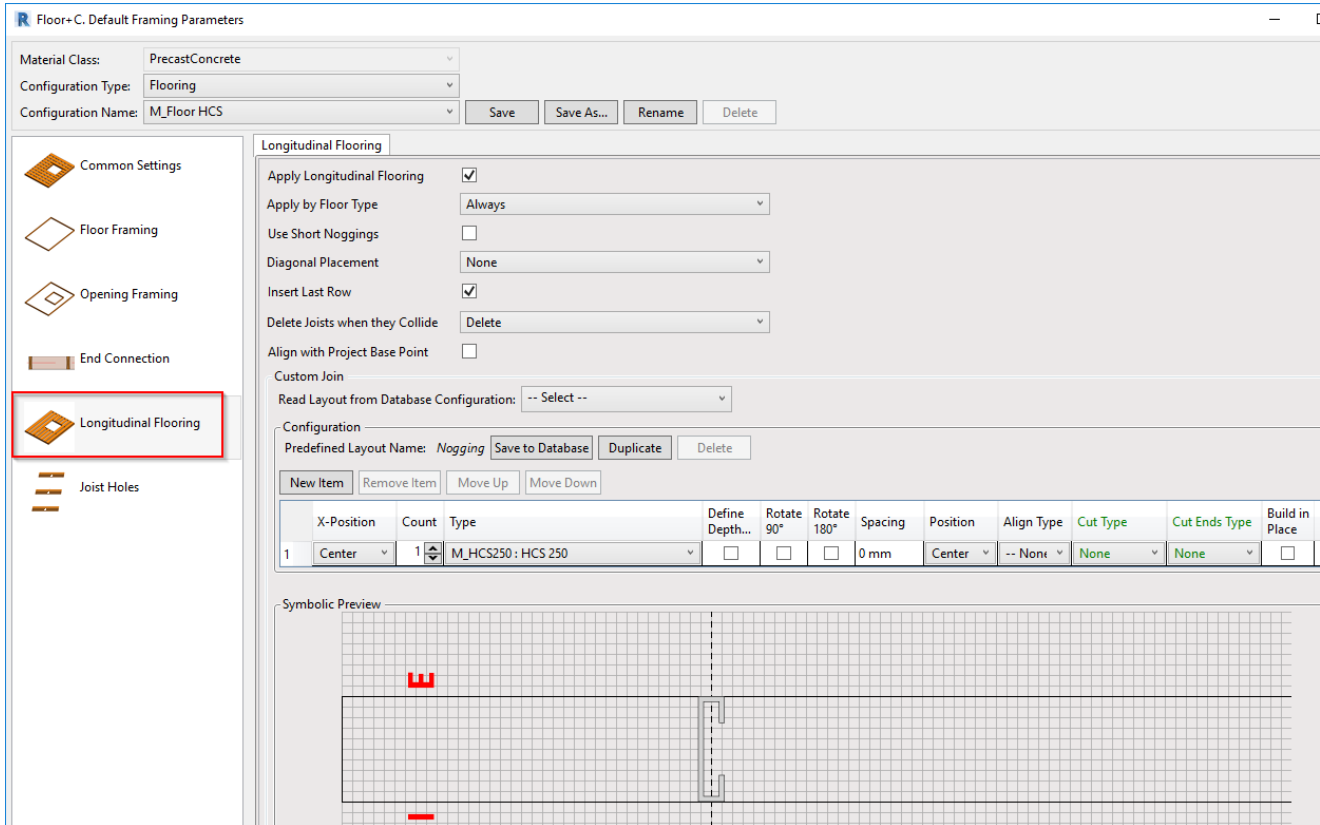 Floor+C. Default Framing Parameters
Material Class: PrecastConcrete
Configuration Type: Flooring
Configuration Name: M_Floor HCS Save Save As... Rename Delete
Common Settings
Floor Framing
Opening Framing
End Connection
Longitudinal Flooring
Joist Holes
Longitudinal Flooring
Apply Longitudinal Flooring
Apply by Floor Type Always
Use Short Noggings
Diagonal Placement None
Insert Last Row
Delete Joists when they Collide Delete
Align with Project Base Point
Custom Join
Read Layout from Database Configuration: -- Select --
Configuration
Predefined Layout Name: Nogging Save to Database Duplicate Delete
New Item Remove Item Move Up Move Down
X-Position Count Type Define Depth... Rotate 90° Rotate 180° Spacing Position Align Type Cut Type Cut Ends Type Build in Place
1 Center 1 M_HCS250 : HCS 250 0 mm Center -- None None None
Symbolic Preview
E
I